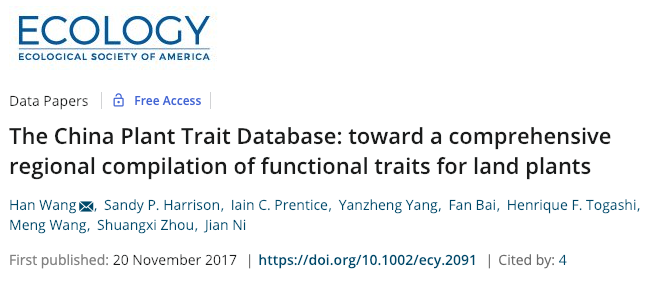 ECOLOGY
ECOLOGICAL SOCIETY OF AMERICA
Data Papers | Free Access |
The China Plant Trait Database: toward a comprehensive
regional compilation of functional traits for land plants
Han Wang, Sandy P. Harrison, Iain C. Prentice, Yanzheng Yang, Fan Bai, Henrique F. Togashi,
Meng Wang, Shuangxi Zhou, Jian Ni
First published: 20 November 2017 | https://doi.org/10.1002/ecy.2091 | Cited by: 4